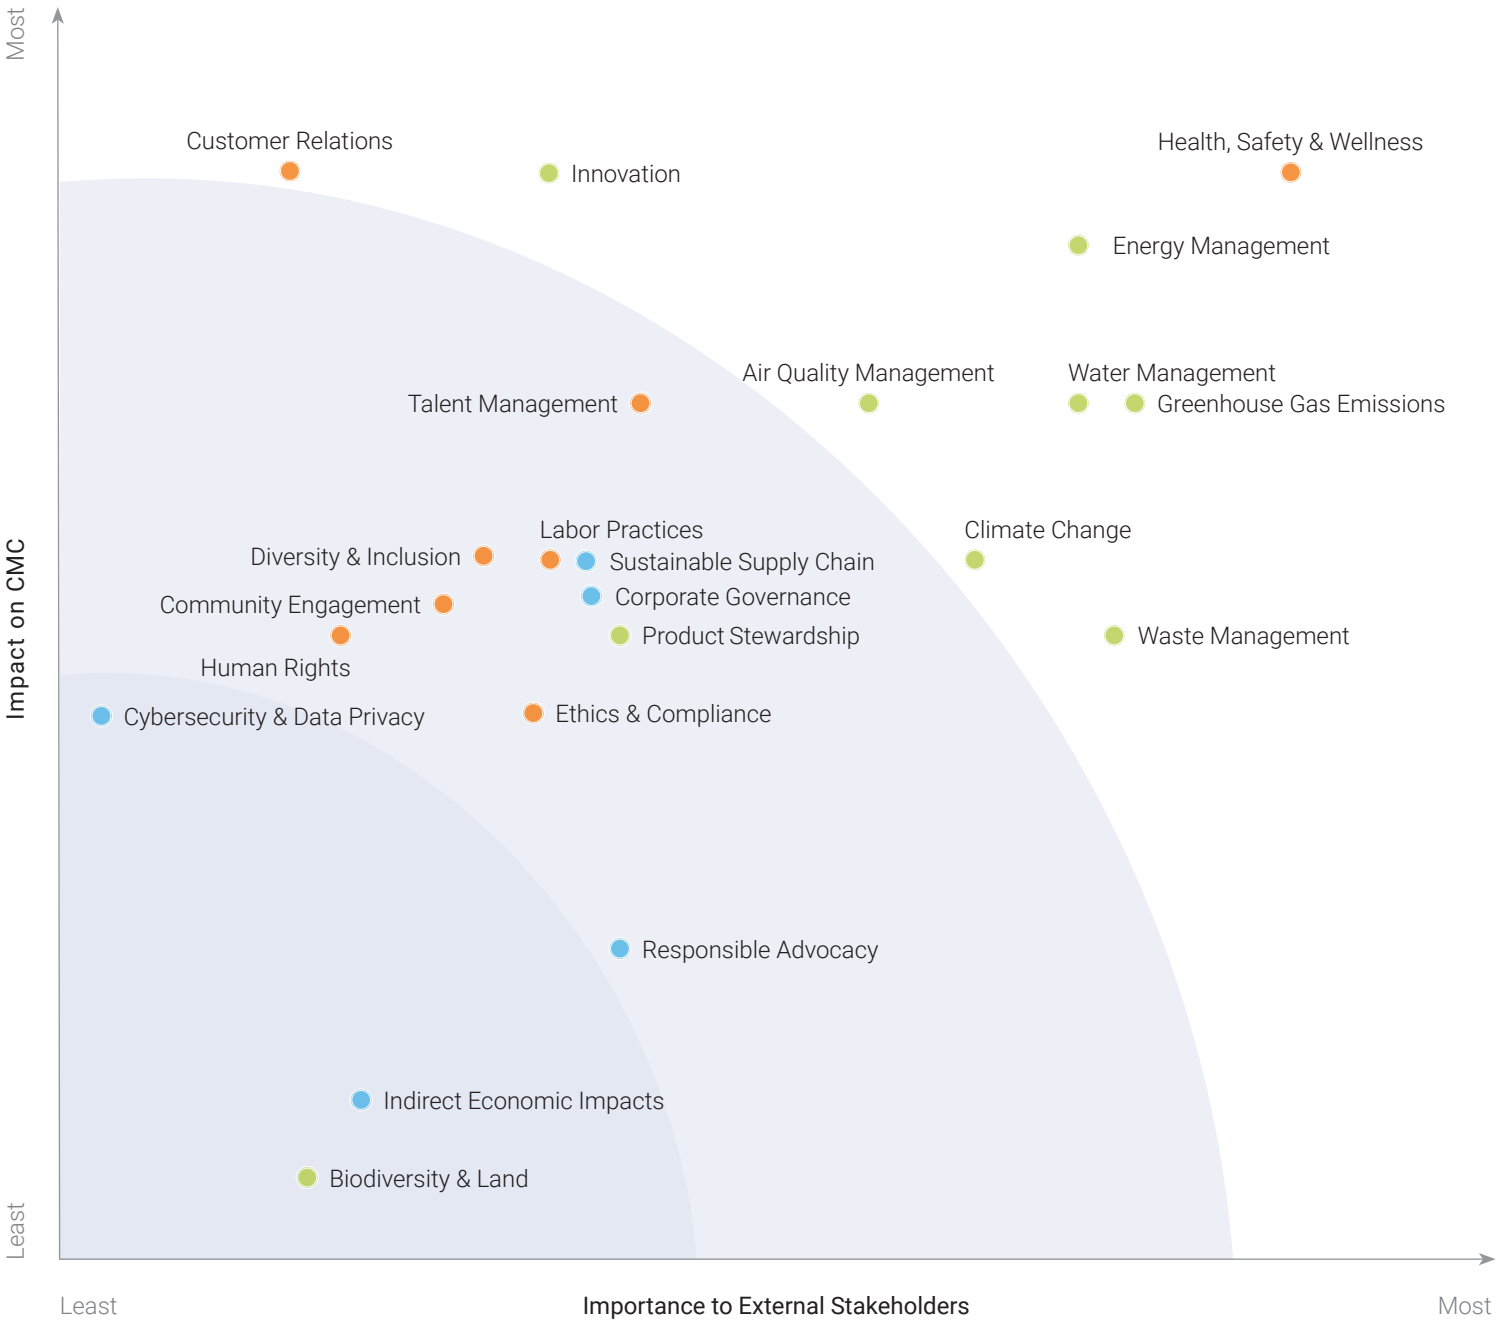 Most
Customer Relations
Health, Safety & Wellness
Innovation
Energy Management
Air Quality Management
Water Management
Talent Management
Greenhouse Gas Emissions
Labor Practices
Climate Change
Diversity & Inclusion
Sustainable Supply Chain
Corporate Governance
Community Engagement
Product Stewardship
Waste Management
Human Rights
Impact on CMC
Cybersecurity & Data Privacy
Ethics & Compliance
Responsible Advocacy
Indirect Economic Impacts
Biodiversity & Land
Least
Least
Importance to External Stakeholders
Most